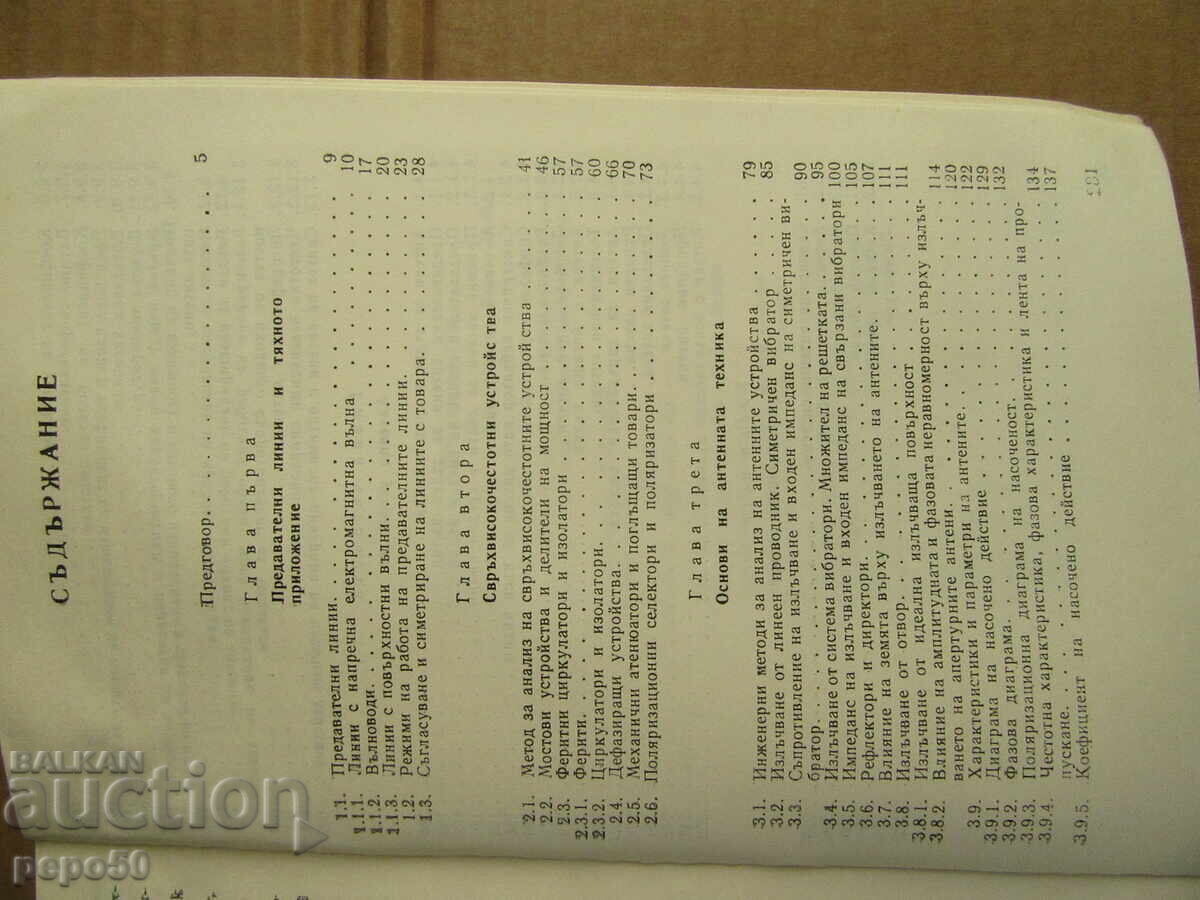 СЪДЪРЖАНИЕ
Предговор. . . . . . . . . . . . . . . . 5
Глава първа
Предавателни линии и тяхното
приложение
1.1. Предавателни линии. . . . . . . . . . . . . 9
1.1.1. Линии с напречна електромагнитна вълна . . . . . . 10
1.1.2. Вълноводи. . . . . . . . . . . . . . . 17
1.1.3. Линии с повърхностни вълни. . . . . . . . . . 20
1.2. Режими на работа на предавателните линии. . . . . . 23
1.3. Съгласуване и симетриране на линиите с товара. . . . . 28
Глава втора
Свръхвисокочестотни устройс тва
2.1. Метод за анализ на свръхвисокочестотните устройства . . . . . 41
2.2. Мостови устройства и делители на мощност . . . . . . 46
2.3. Феритни циркулатори и изолатори . . . . . . . . 57
2.3.1. Ферити. . . . . . . . . . . . . . . . 57
2.3.2. Циркулатори и изолатори. . . . . . . . . . . 60
2.4. Дефазиращи устройства. . . . . . . . . . . . 66
2.5. Механични атенюатори и поглъщащи товари. . . . . . . 70
2.6. Поляризационни селектори и поляризатори . . . . . . 73
Глава трета
Основи на антенната техника
3.1. Инженерни методи за анализ на антенните устройства . . . . 79
3.2. Излъчване от линеен проводник. Симетричен вибратор . . . . 85
3.3. Съпротивление на излъчване и входен импеданс на симетричен ви-
братор. . . . . . . . . . . . . . . . 90
3.4. Излъчване от система вибратори. Множител на решетката. . . . 95
3.5. Импеданс на излъчване и входен импеданс на свързани вибратори 100
3.6. Рефлектори и директори. . . . . . . . . . . . 105
3.7. Влияние на земята върху излъчването на антените. . . . . 107
3.8. Излъчване от отвор. . . . . . . . . . . . . 111
3.8.1. Излъчване от идеална излъчваща повърхност . . . . . . 111
3.8.2. Влияние на амплитудната и фазовата неравномерност върху излъч-
ването на апертурните антени. . . . . . . . . . 114
3.9. Характеристики и параметри на антените. . . . . . . 120
3.9.1. Диаграма на насочено действие . . . . . . . . . 122
3.9.2. Фазова диаграма. . . . . . . . . . . . . . 129
3.9.3. Поляризационна диаграма на насоченост. . . . . . . 132
3.9.4. Честотна характеристика, фазова характеристика и лента на про-
пускане. . . . . . . . . . . . . . . . 134
3.9.5. Коефициент на насочено действие . . . . . . . . 137
281
BALKAN
auction
pepo50